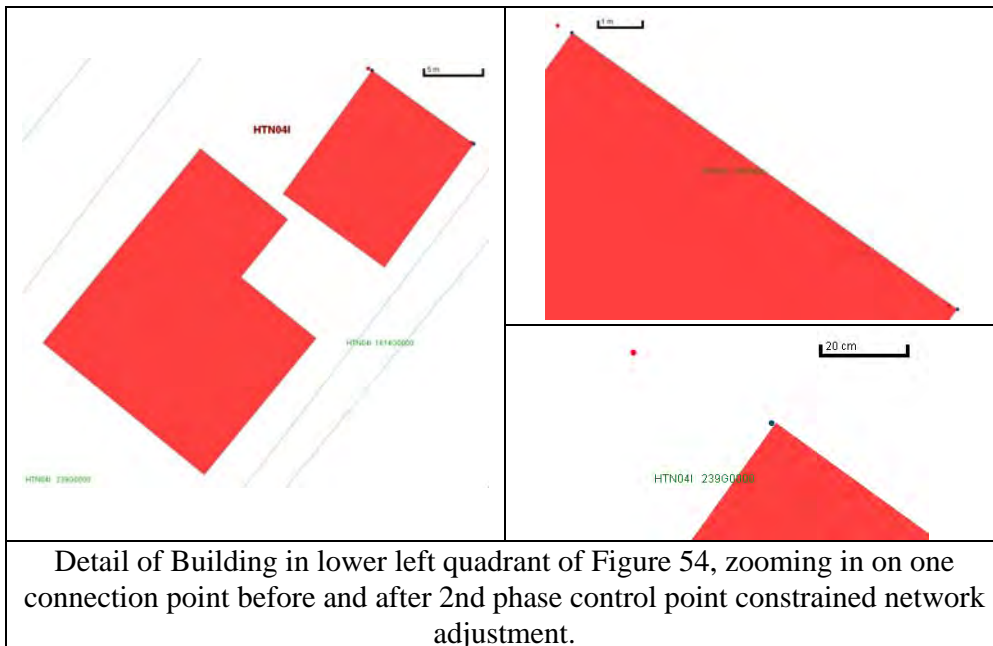 5 m
HTN04I
HTN04I 1614G0000
HTN04I 239G0000
1 m
20 cm
HTN04I 239G0000
Detail of Building in lower left quadrant of Figure 54, zooming in on one
connection point before and after 2nd phase control point constrained network
adjustment.